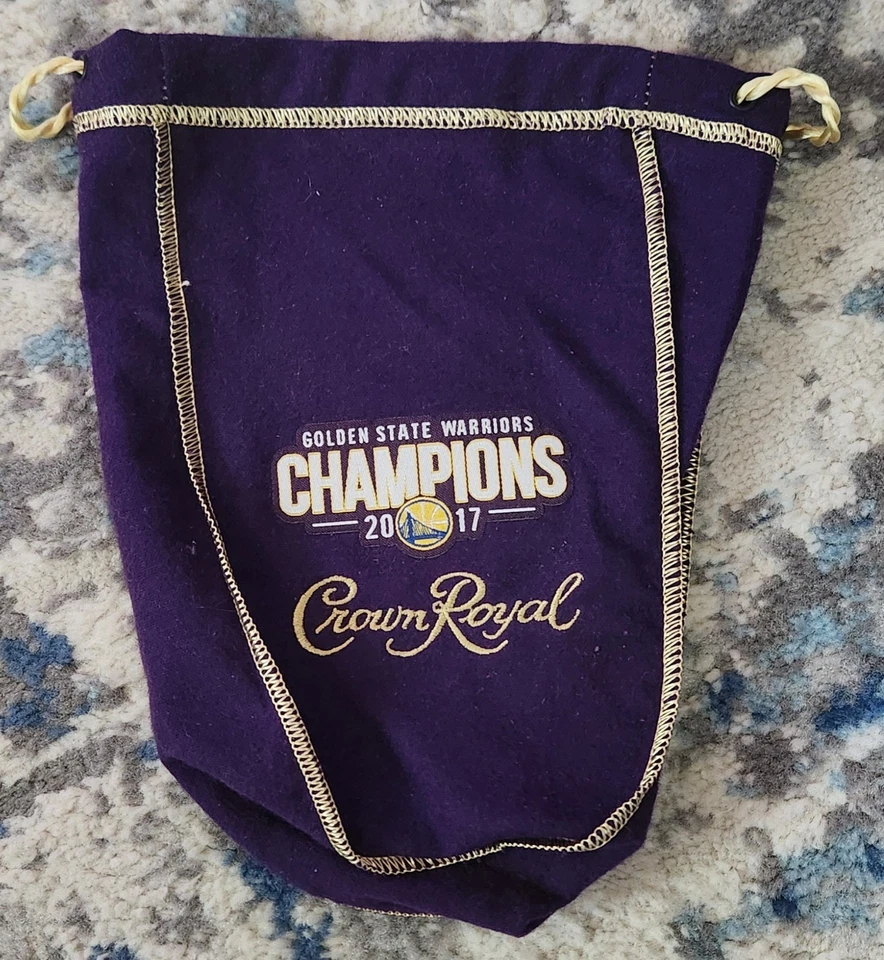 GOLDEN STATE WARRIORS
CHAMPIONS
20 17
Crown Royal